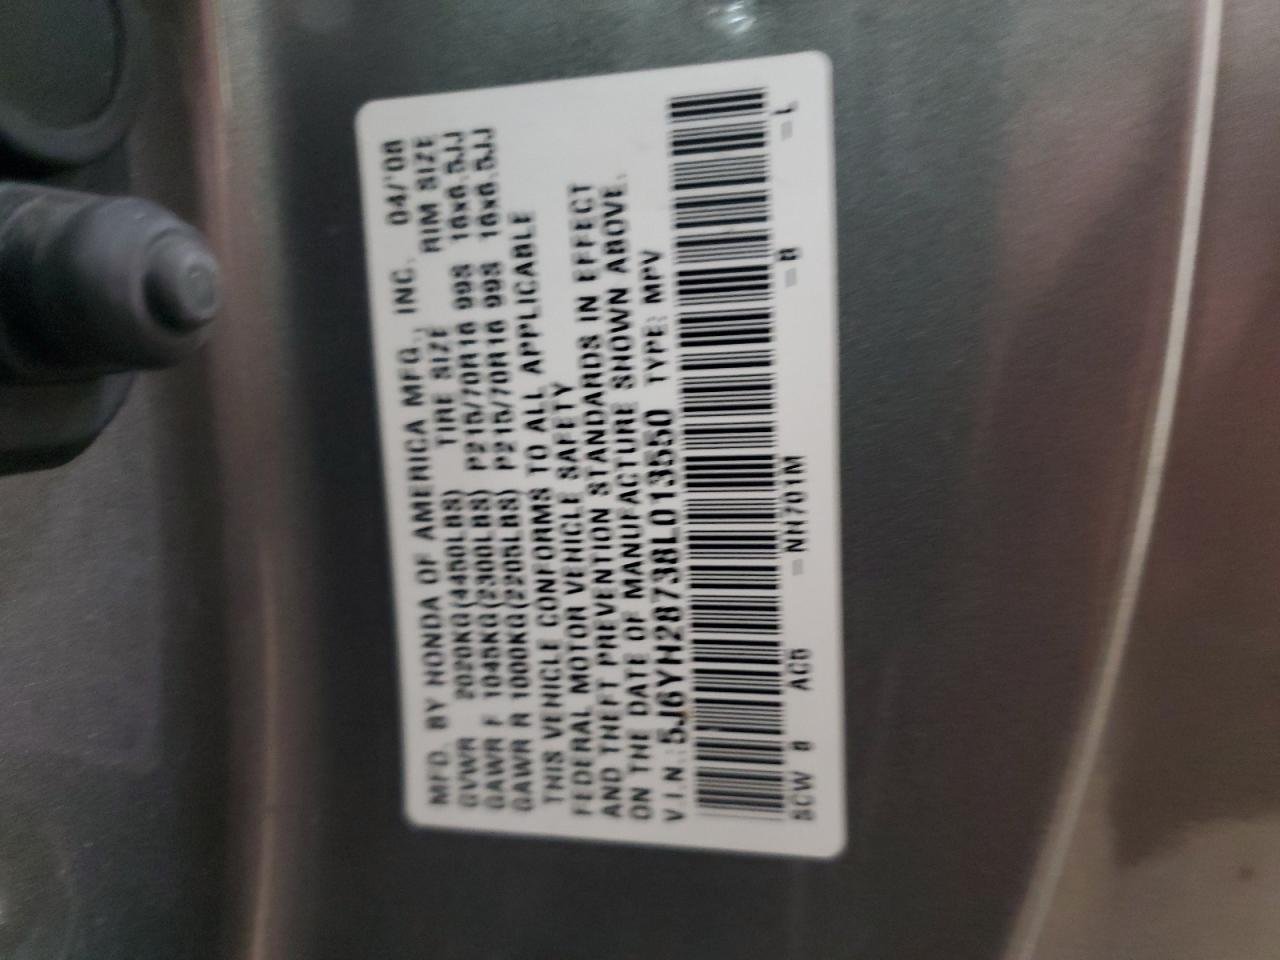 MFD. BY HONDA OF AMERICA MFG., INC. 04/'08
GVWR 2020KG(4450LBS) TIRE SIZE RIM SIZE
GAWR F 1045KG(2300LBS) P215/70R16 99S 16x6.5JJ
GAWR R 1000KG(2205LBS) P215/70R16 99S 16x6.5JJ
THIS VEHICLE CONFORMS TO ALL APPLICABLE
FEDERAL MOTOR VEHICLE SAFETY
AND THEFT PREVENTION STANDARDS IN EFFECT
ON THE DATE OF MANUFACTURE SHOWN ABOVE.
V.I.N.:5J6YH28738L013550 TYPE: MPV
SCW B AC5 =NH701M =B =L